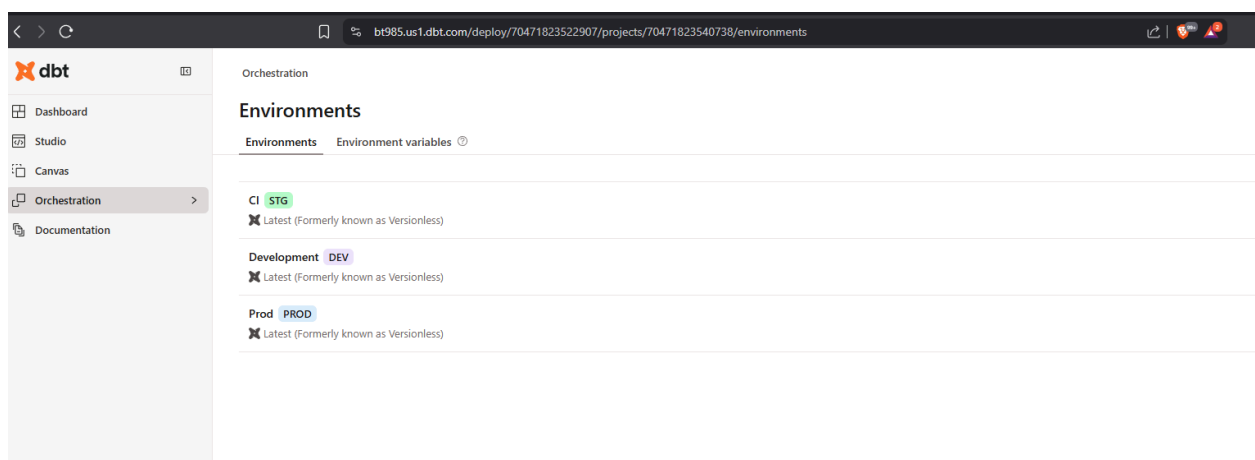 bt985.us1.dbt.com/deploy/70471823522907/projects/70471823540738/environments
dbt
Dashboard
Studio
Canvas
Orchestration
Documentation
Orchestration
Environments
Environments Environment variables
CI STG
Latest (Formerly known as Versionless)
Development DEV
Latest (Formerly known as Versionless)
Prod PROD
Latest (Formerly known as Versionless)